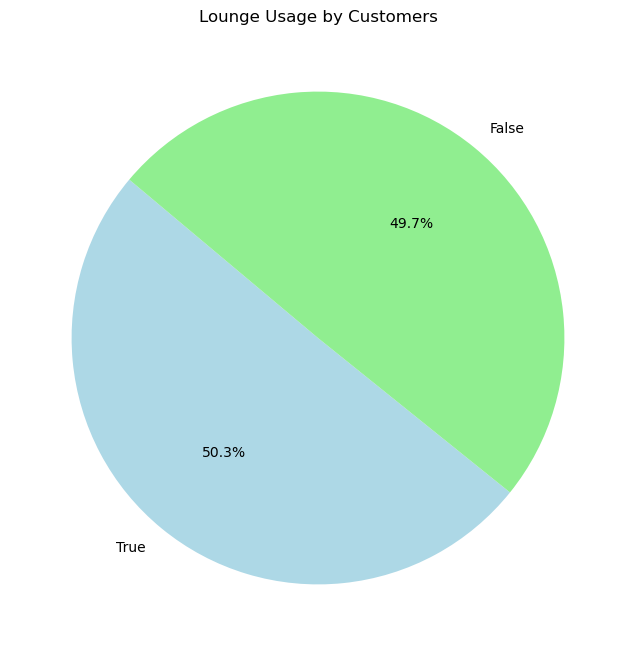 Lounge Usage by Customers
False
49.7%
50.3%
True